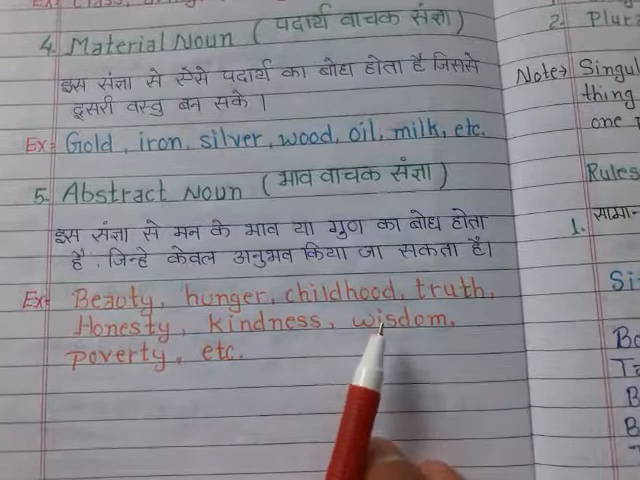 Ex:
4. Material Noun ( पदार्थ वाचक संज्ञा )
इस संज्ञा से ऐसे पदार्थ का बोध होता है जिससे
दूसरी वस्तु बन सके।
Ex: Gold, iron, silver, wood, oil, milk, etc.
5. Abstract Noun ( भाव वाचक संज्ञा )
इस संज्ञा से मन के भाव या गुण का बोध होता
है जिन्हे केवल अनुभव किया जा सकता है।
Ex: Beauty, hunger, childhood, truth,
Honesty, kindness, wisdom,
Poverty, etc.
2. Plur
Note→ Singul
thing
one
Rules
1. सामान
Si
Bo
B
B